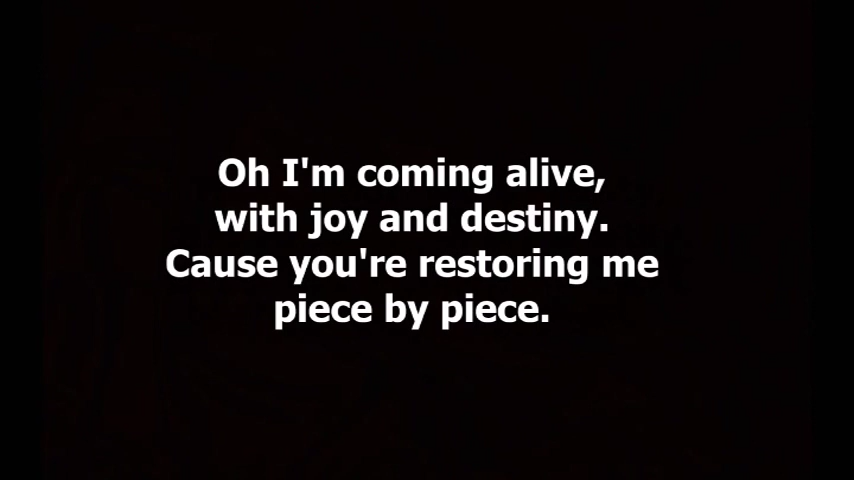 Oh I'm coming alive,
with joy and destiny.
Cause you're restoring me
piece by piece.